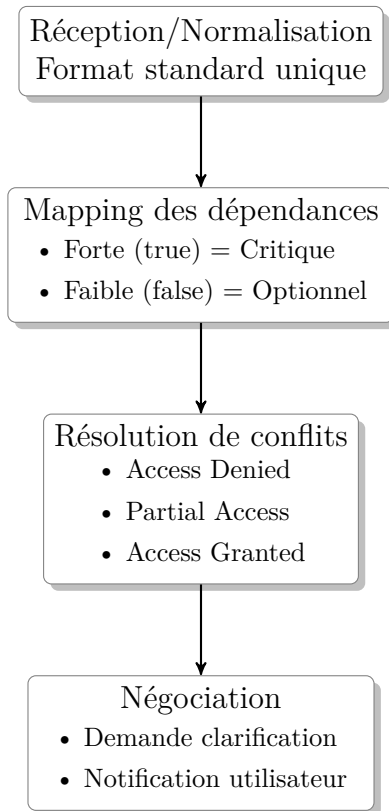 Réception/Normalisation
Format standard unique
Mapping des dépendances
• Forte (true) = Critique
• Faible (false) = Optionnel
Résolution de conflits
• Access Denied
• Partial Access
• Access Granted
Négociation
• Demande clarification
• Notification utilisateur